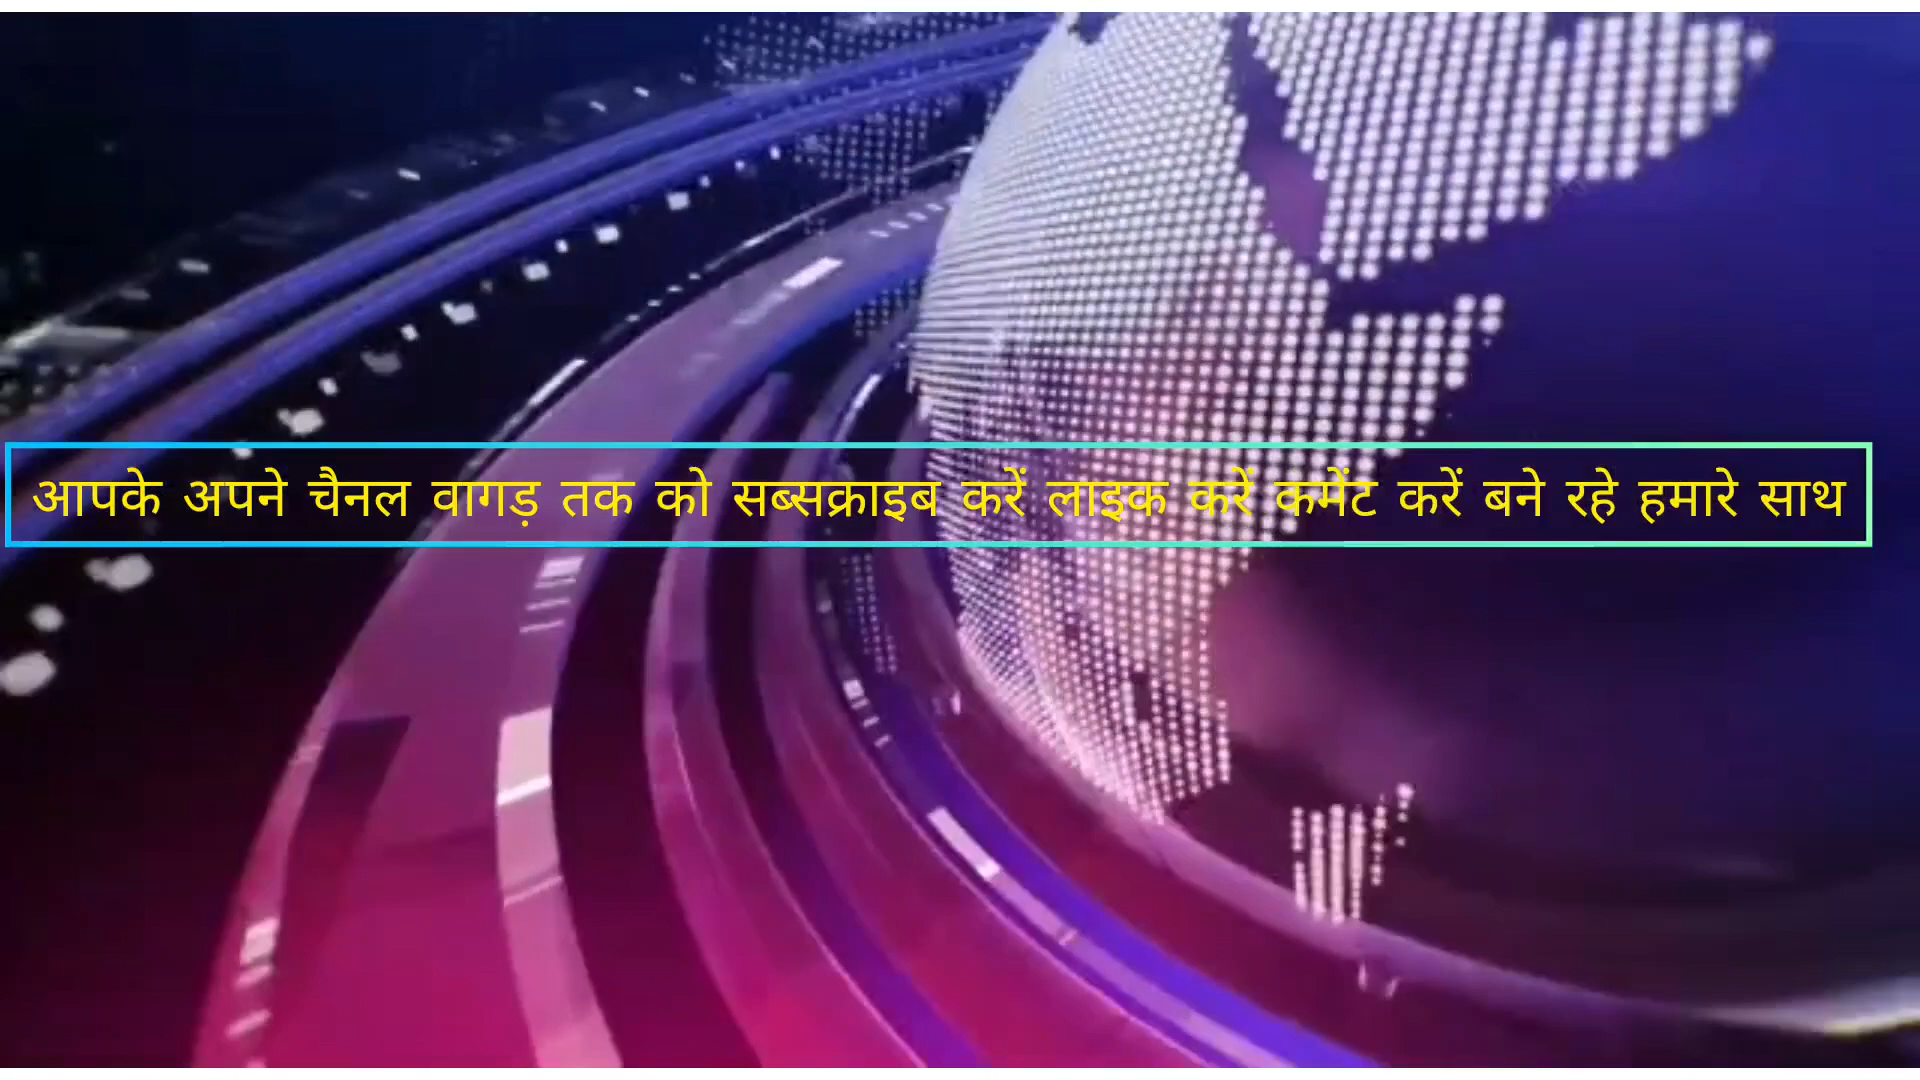 आपके अपने चैनल वागड़ तक को सब्सक्राइब करें लाइक करें कमेंट करें बने रहे हमारे साथ